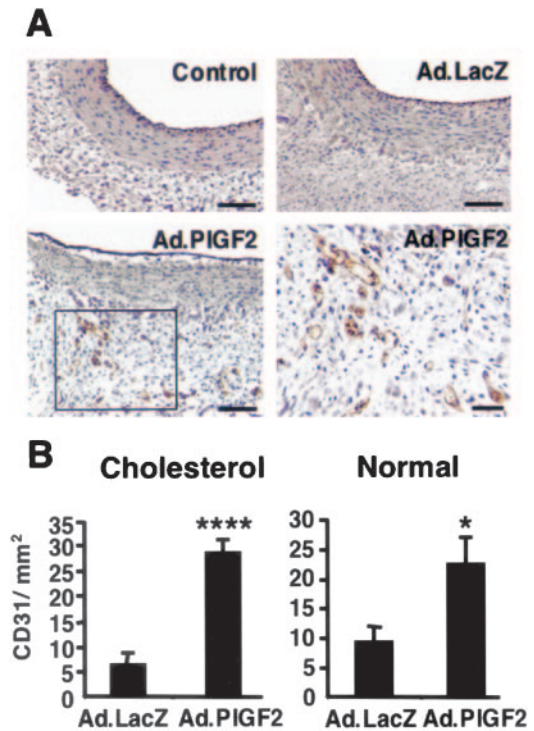 A
Control
Ad.LacZ
Ad.PlGF2
Ad.PlGF2
B
Cholesterol
Normal
CD31/ mm²
35
30
25
20
15
10
5
0
****
Ad.LacZ Ad.PlGF2
30
25
20
15
10
5
0
*
Ad.LacZ Ad.PlGF2